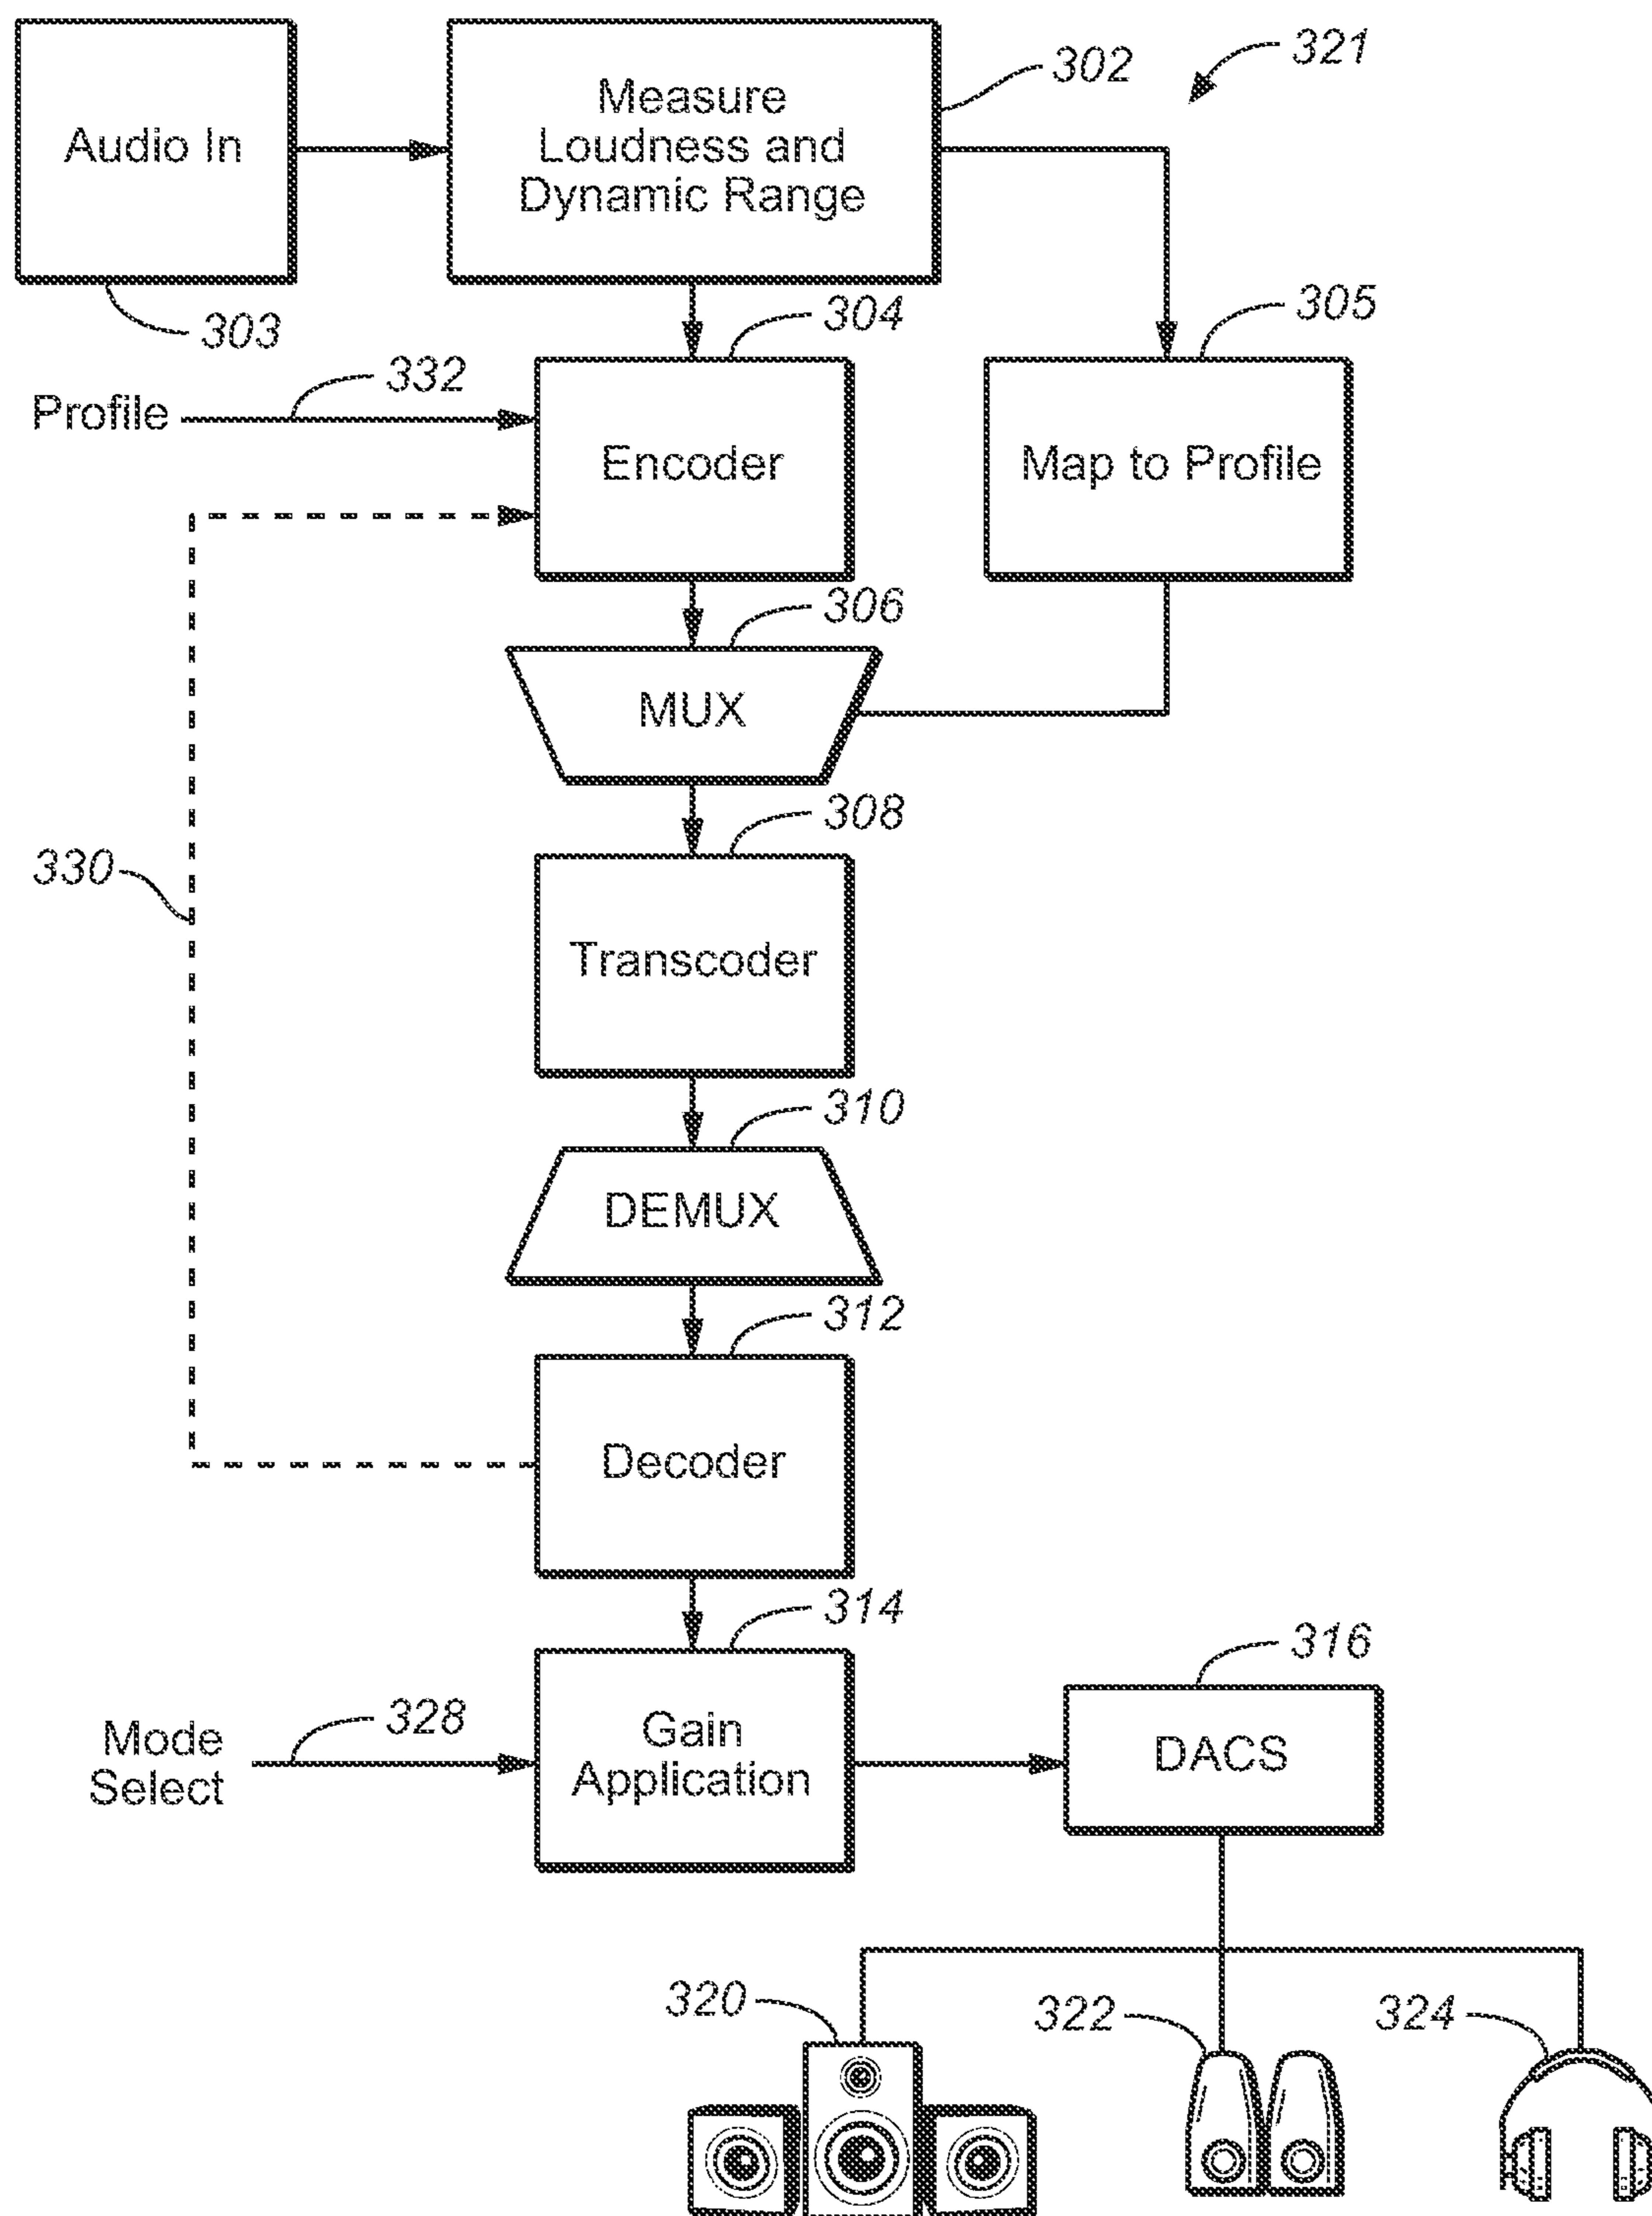 321
302
Audio In
Measure
Loudness and
Dynamic Range
303
304
305
Profile
332
Encoder
Map to Profile
306
MUX
308
330
Transcoder
310
DEMUX
312
Decoder
314
316
Mode
Select
328
Gain
Application
DACS
320
322
324